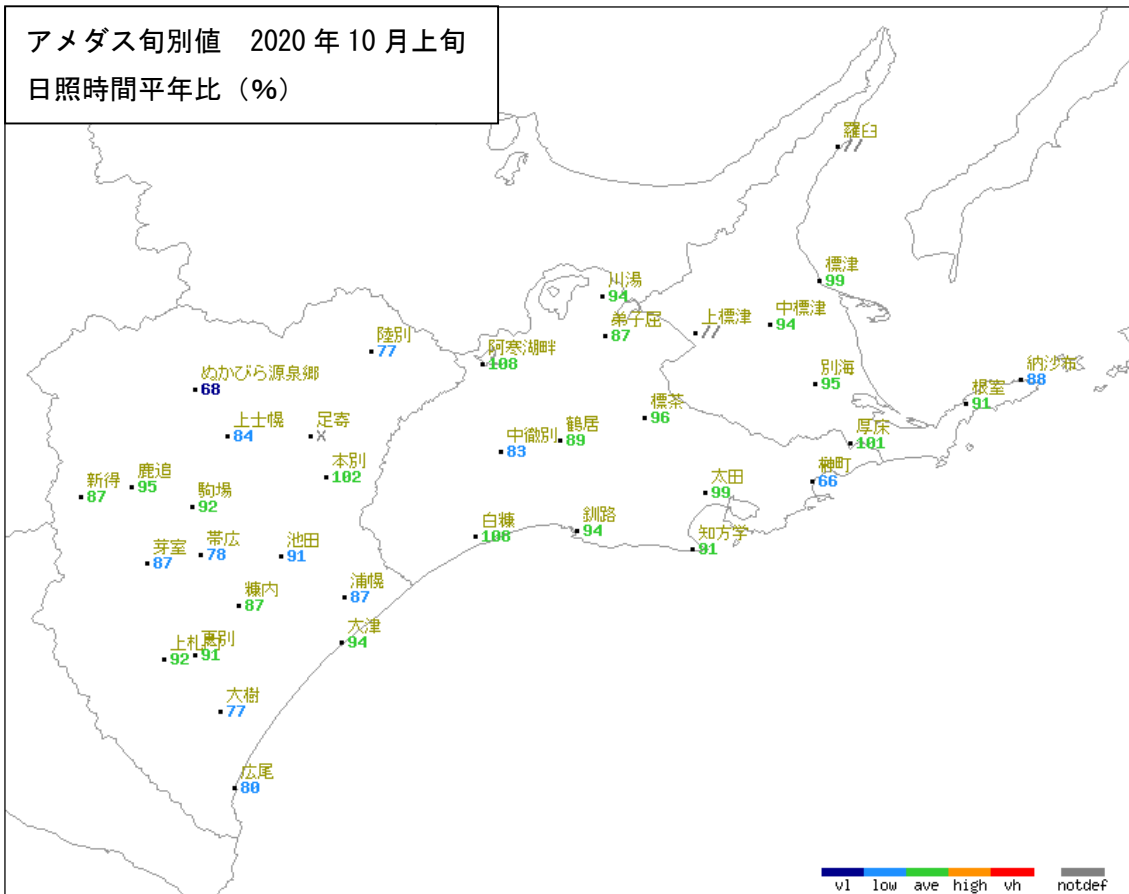 アメダス旬別値 2020年10月上旬
日照時間平年比（%）
羅臼
//
標津
99
川湯
94
中標津
94
上標津
//
弟子屈
87
陸別
77
阿寒湖畔
108
ぬかびら源泉郷
68
別海
95
納沙布
88
根室
91
標茶
96
上士幌
84
足寄
×
中徹別
83
鶴居
89
厚床
101
本別
102
榊町
66
新得
87
鹿追
95
駒場
92
太田
99
白糠
108
釧路
94
知方学
91
芽室
87
帯広
78
池田
91
糠内
87
浦幌
87
大津
94
上札
92
更別
91
大樹
77
広尾
80
vl low ave high vh notdef